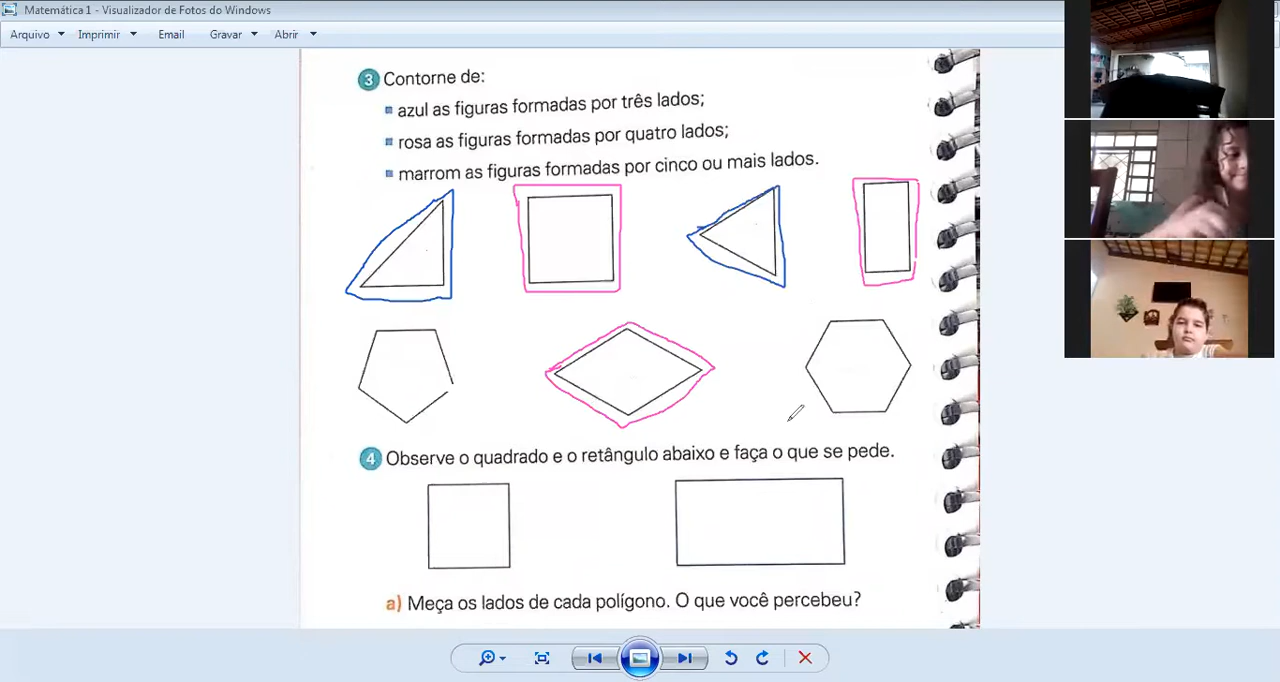 Matemática 1 - Visualizador de Fotos do Windows
Arquivo Imprimir Email Gravar Abrir
3 Contorne de:
azul as figuras formadas por três lados;
rosa as figuras formadas por quatro lados;
marrom as figuras formadas por cinco ou mais lados.
4 Observe o quadrado e o retângulo abaixo e faça o que se pede.
a) Meça os lados de cada polígono. O que você percebeu?